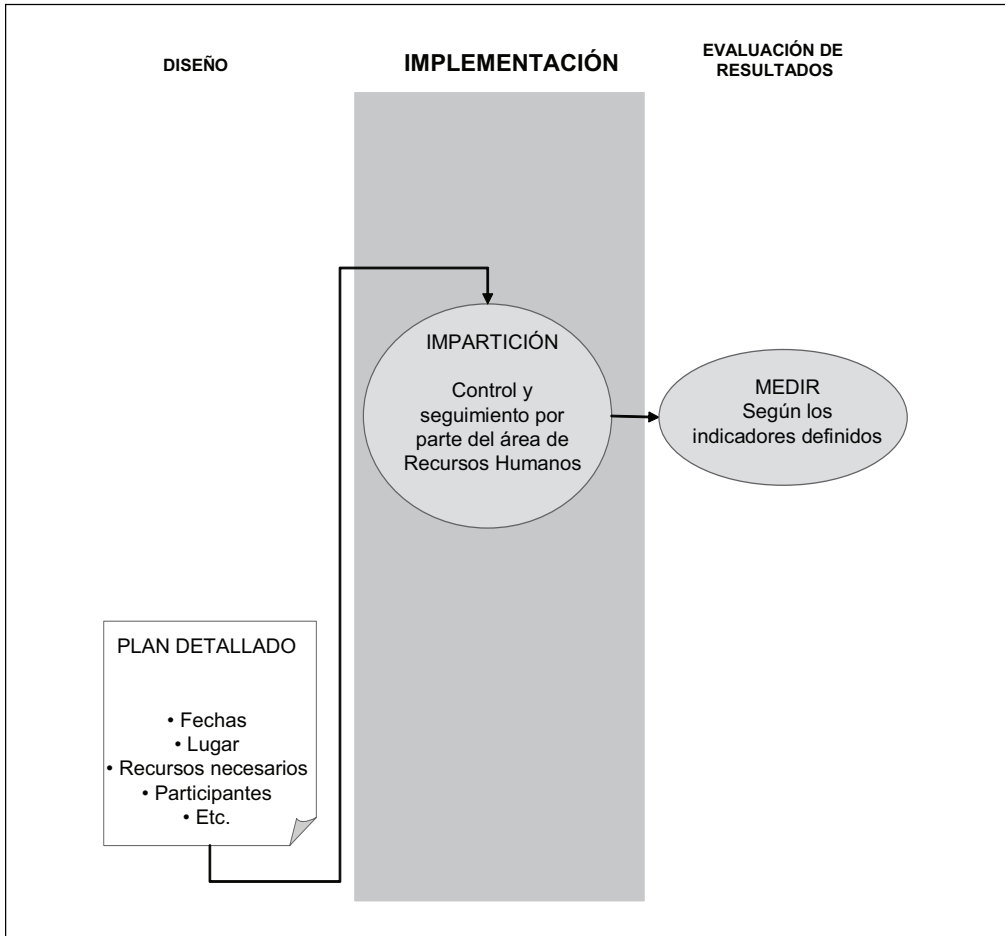 DISEÑO
IMPLEMENTACIÓN
EVALUACIÓN DE
RESULTADOS
IMPARTICIÓN
Control y
seguimiento por
parte del área de
Recursos Humanos
MEDIR
Según los
indicadores definidos
PLAN DETALLADO
• Fechas
• Lugar
• Recursos necesarios
• Participantes
• Etc.